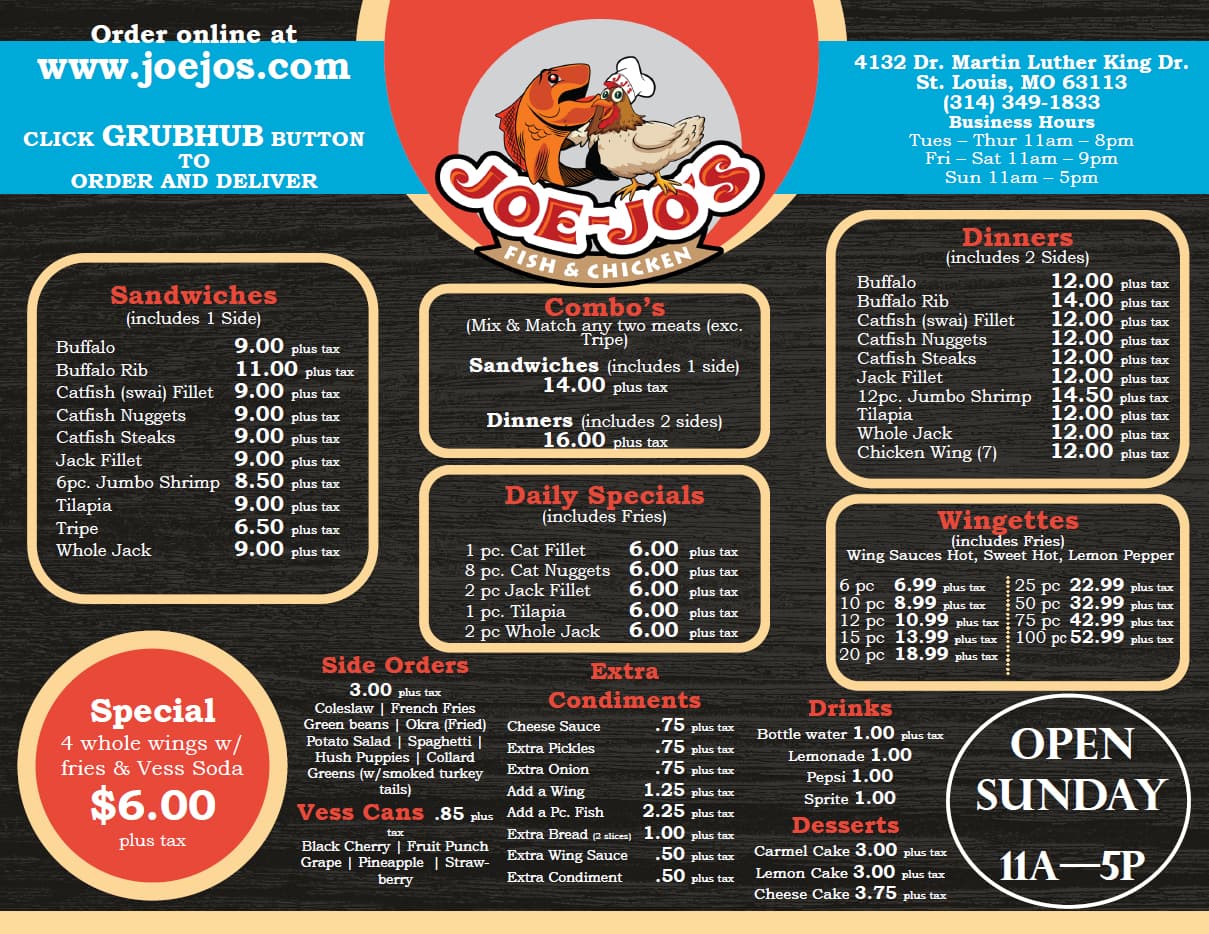 Order online at
www.joejos.com
CLICK GRUBHUB BUTTON
TO
ORDER AND DELIVER
J J'S
JOE-JO'S
FISH & CHICKEN
4132 Dr. Martin Luther King Dr.
St. Louis, MO 63113
(314) 349-1833
Business Hours
Tues – Thur 11am – 8pm
Fri – Sat 11am – 9pm
Sun 11am – 5pm
Sandwiches
(includes 1 Side)
Buffalo 9.00 plus tax
Buffalo Rib 11.00 plus tax
Catfish (swai) Fillet 9.00 plus tax
Catfish Nuggets 9.00 plus tax
Catfish Steaks 9.00 plus tax
Jack Fillet 9.00 plus tax
6pc. Jumbo Shrimp 8.50 plus tax
Tilapia 9.00 plus tax
Tripe 6.50 plus tax
Whole Jack 9.00 plus tax
Combo's
(Mix & Match any two meats (exc.
Tripe)
Sandwiches (includes 1 side)
14.00 plus tax
Dinners (includes 2 sides)
16.00 plus tax
Daily Specials
(includes Fries)
1 pc. Cat Fillet 6.00 plus tax
8 pc. Cat Nuggets 6.00 plus tax
2 pc Jack Fillet 6.00 plus tax
1 pc. Tilapia 6.00 plus tax
2 pc Whole Jack 6.00 plus tax
Dinners
(includes 2 Sides)
Buffalo 12.00 plus tax
Buffalo Rib 14.00 plus tax
Catfish (swai) Fillet 12.00 plus tax
Catfish Nuggets 12.00 plus tax
Catfish Steaks 12.00 plus tax
Jack Fillet 12.00 plus tax
12pc. Jumbo Shrimp 14.50 plus tax
Tilapia 12.00 plus tax
Whole Jack 12.00 plus tax
Chicken Wing (7) 12.00 plus tax
Wingettes
(includes Fries)
Wing Sauces Hot, Sweet Hot, Lemon Pepper
6 pc 6.99 plus tax
10 pc 8.99 plus tax
12 pc 10.99 plus tax
15 pc 13.99 plus tax
20 pc 18.99 plus tax
25 pc 22.99 plus tax
50 pc 32.99 plus tax
75 pc 42.99 plus tax
100 pc 52.99 plus tax
Special
4 whole wings w/
fries & Vess Soda
$6.00
plus tax
Side Orders
3.00 plus tax
Coleslaw | French Fries
Green beans | Okra (Fried)
Potato Salad | Spaghetti |
Hush Puppies | Collard
Greens (w/smoked turkey
tails)
Vess Cans .85 plus
tax
Black Cherry | Fruit Punch
Grape | Pineapple | Straw-
berry
Extra
Condiments
Cheese Sauce .75 plus tax
Extra Pickles .75 plus tax
Extra Onion .75 plus tax
Add a Wing 1.25 plus tax
Add a Pc. Fish 2.25 plus tax
Extra Bread (2 slices) 1.00 plus tax
Extra Wing Sauce .50 plus tax
Extra Condiment .50 plus tax
Drinks
Bottle water 1.00 plus tax
Lemonade 1.00
Pepsi 1.00
Sprite 1.00
Desserts
Carmel Cake 3.00 plus tax
Lemon Cake 3.00 plus tax
Cheese Cake 3.75 plus tax
OPEN
SUNDAY
11A—5P